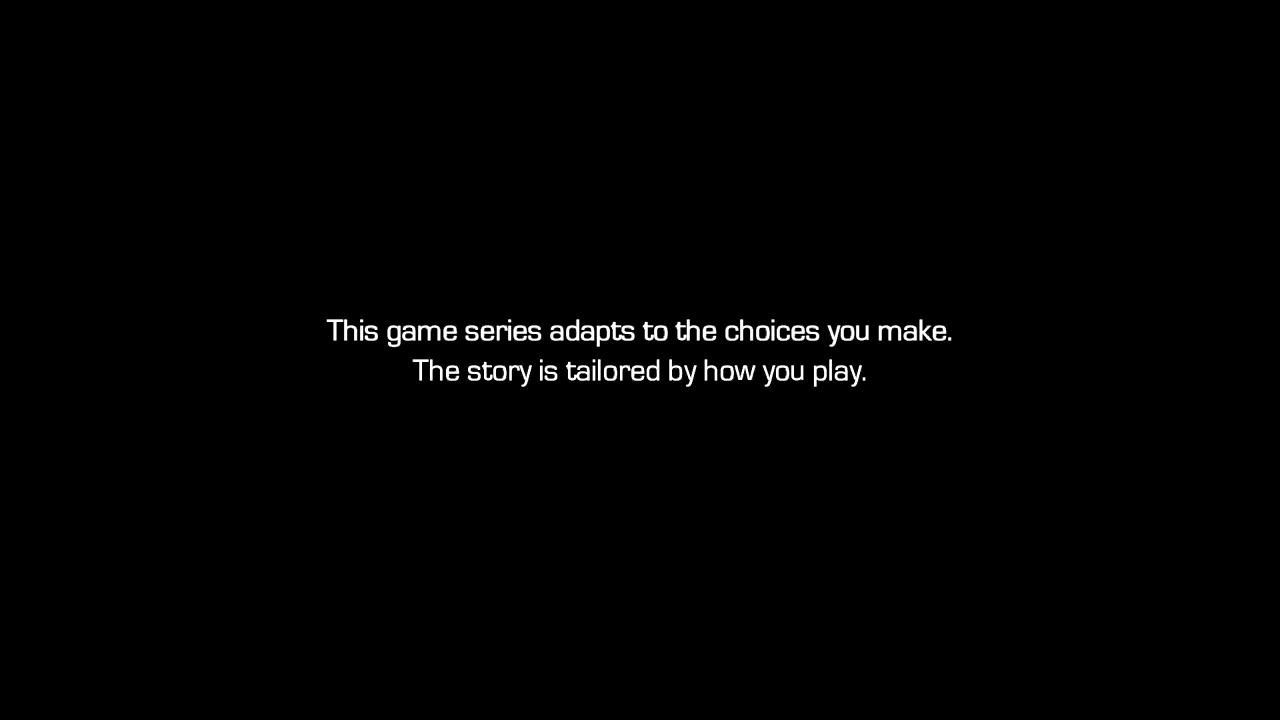 This game series adapts to the choices you make.
The story is tailored by how you play.